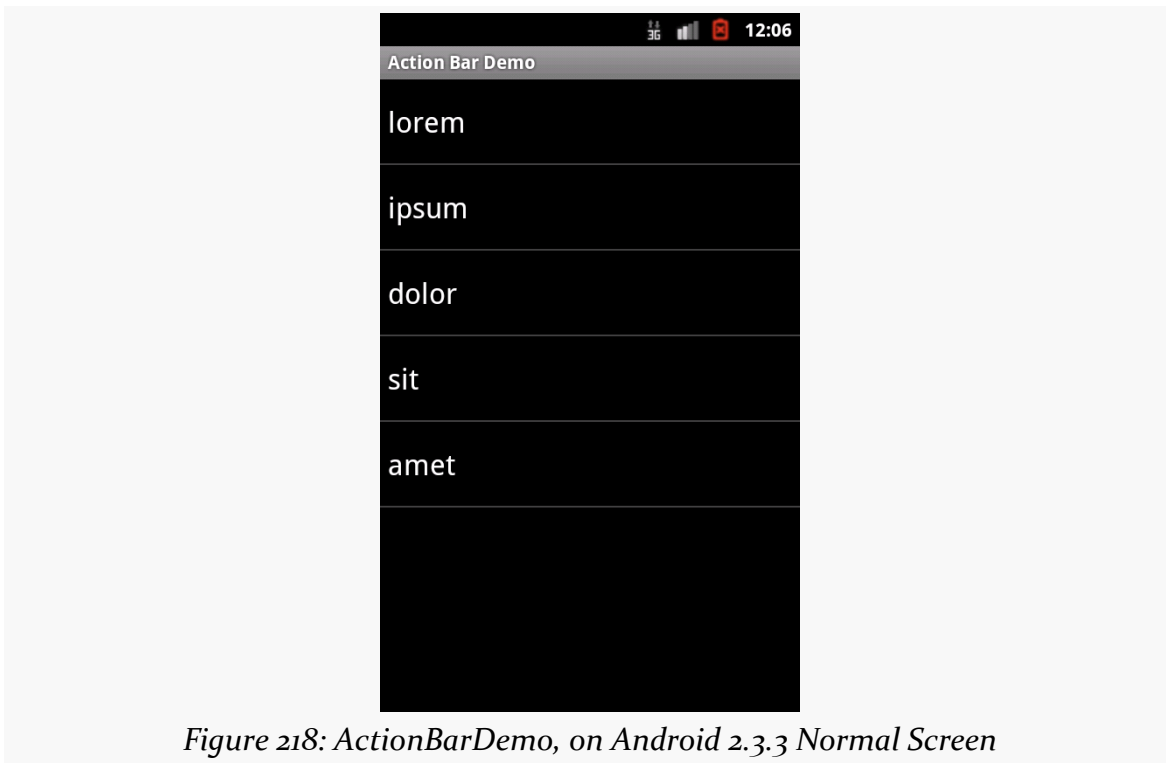 3G 12:06
Action Bar Demo
lorem
ipsum
dolor
sit
amet
Figure 218: ActionBarDemo, on Android 2.3.3 Normal Screen